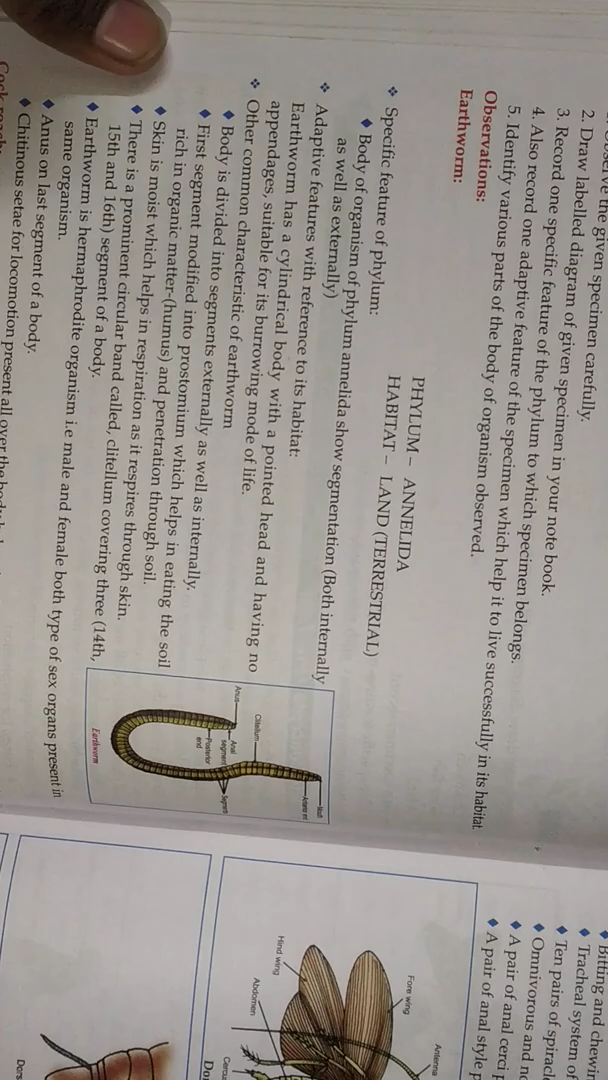 the given specimen carefully.
2. Draw labelled diagram of given specimen in your note book.
3. Record one specific feature of the phylum to which specimen belongs.
4. Also record one adaptive feature of the specimen which help it to live successfully in its habitat.
5. Identify various parts of the body of organism observed.
Observations:
Earthworm:
PHYLUM – ANNELIDA
HABITAT – LAND (TERRESTRIAL)
❖ Specific feature of phylum:
◆ Body of organism of phylum annelida show segmentation (Both internally
as well as externally)
❖ Adaptive features with reference to its habitat:
Earthworm has a cylindrical body with a pointed head and having no
appendages, suitable for its burrowing mode of life.
❖ Other common characteristic of earthworm
◆ Body is divided into segments externally as well as internally.
◆ First segment modified into prostomium which helps in eating the soil
rich in organic matter-(humus) and penetration through soil.
◆ Skin is moist which helps in respiration as it respires through skin.
◆ There is a prominent circular band called, clitellum covering three (14th,
15th and 16th) segment of a body.
◆ Earthworm is hermaphrodite organism i.e male and female both type of sex organs present in
same organism.
◆ Anus on last segment of a body.
◆ Chitinous setae for locomotion present all over the body
Clitellum
Anus
Anal
segment
Posterior
end
Earthworm
◆ Bitting and
◆ Tracheal system of
◆ Ten pairs of
◆ Omnivorous and
◆ A pair of anal cerci
◆ A pair of anal style
Antenna
Fore wing
Hind wing
Abdomen